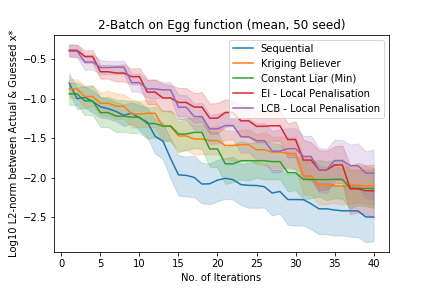 2-Batch on Egg function (mean, 50 seed)
Log10 L2-norm between Actual & Guessed x*
−0.5
−1.0
−1.5
−2.0
−2.5
Sequential
Kriging Believer
Constant Liar (Min)
EI - Local Penalisation
LCB - Local Penalisation
0 5 10 15 20 25 30 35 40
No. of Iterations